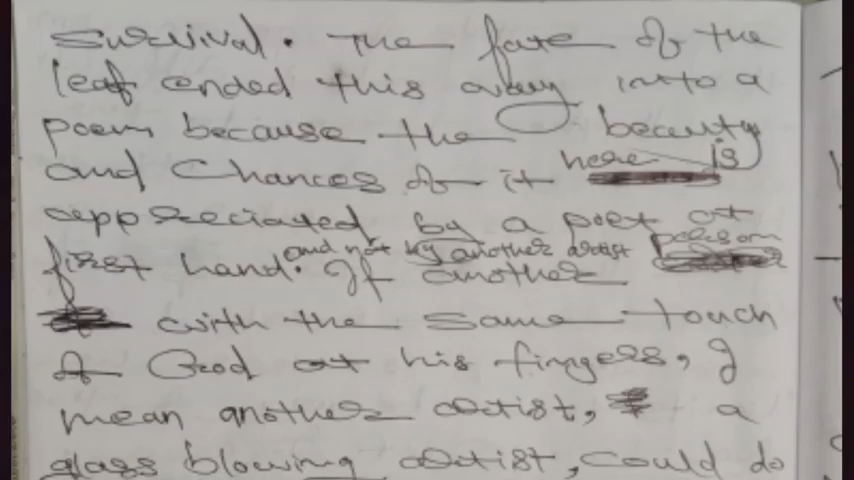 Survival. The fate of the
leaf ended this away into a
poem because the beauty
and Chances of it here is
appreciated by a poet at
first hand. and not by another artist If another person
with the same touch
of God at his fingers, I
mean another artist, a
glass blowing artist, could do